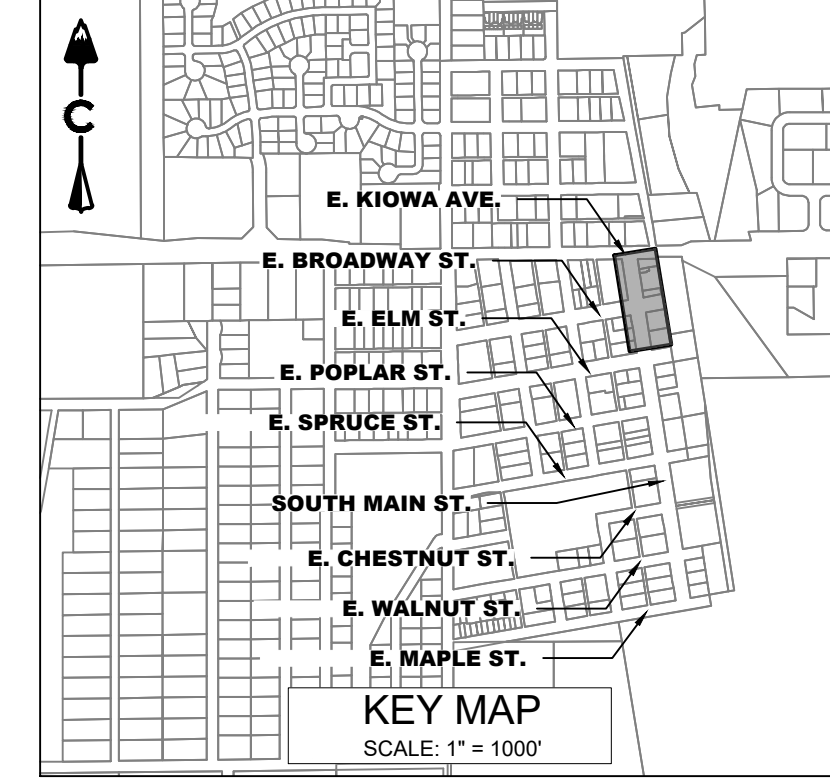 C
E. KIOWA AVE.
E. BROADWAY ST.
E. ELM ST.
E. POPLAR ST.
E. SPRUCE ST.
SOUTH MAIN ST.
E. CHESTNUT ST.
E. WALNUT ST.
E. MAPLE ST.
KEY MAP
SCALE: 1" = 1000'